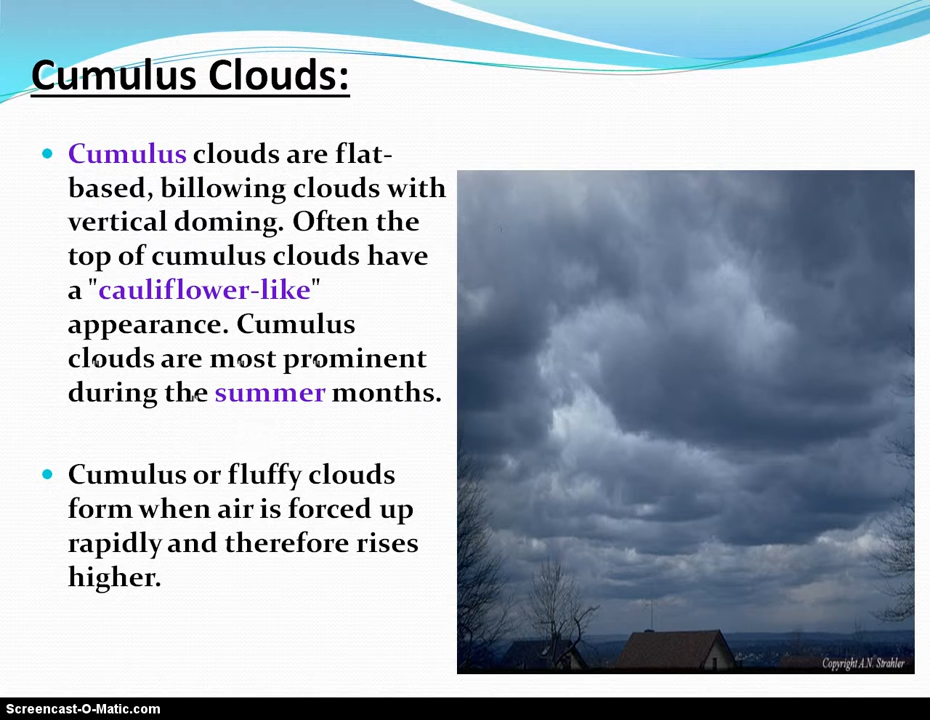 Cumulus Clouds:
Cumulus clouds are flat-
based, billowing clouds with
vertical doming. Often the
top of cumulus clouds have
a "cauliflower-like"
appearance. Cumulus
clouds are most prominent
during the summer months.
Cumulus or fluffy clouds
form when air is forced up
rapidly and therefore rises
higher.
Copyright A.N. Strahler
Screencast-O-Matic.com